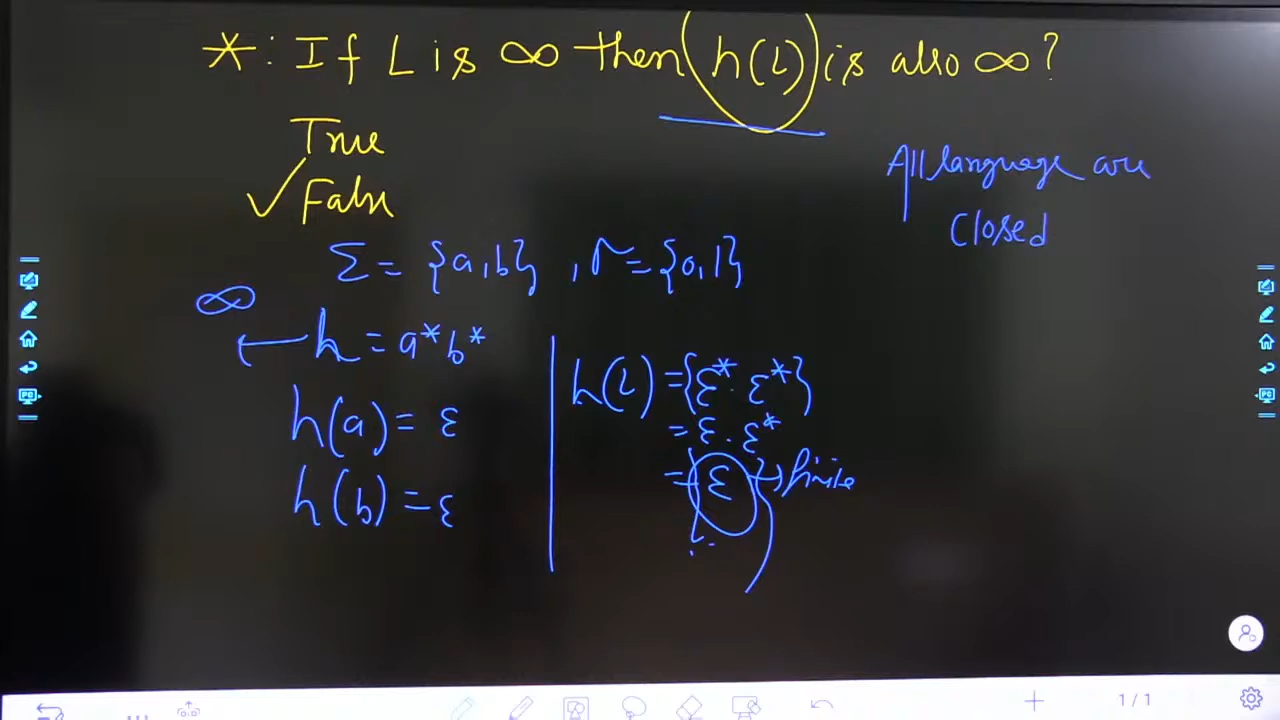 *: If L is ∞ then h(L) is also ∞?
True
✓ False
All language are
closed
Σ = {a,b} , Γ = {0,1}
∞
← h = a* b*
h(a) = ε
h(b) = ε
h(L) = {ε* . ε*}
= ε . ε*
= {ε} → finite
1/1